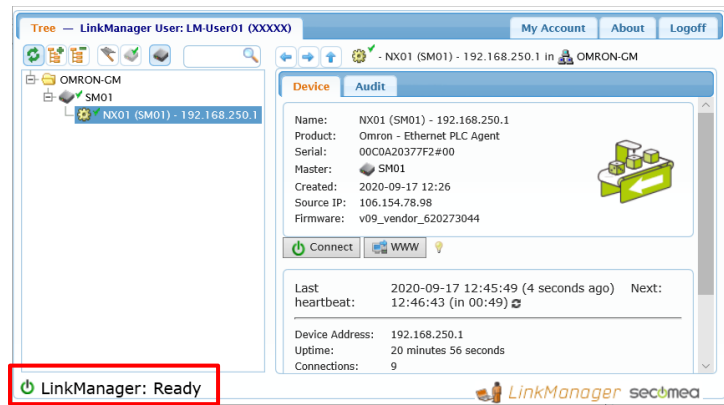 Tree — LinkManager User: LM-User01 (XXXXX)
My Account
About
Logoff
- NX01 (SM01) - 192.168.250.1 in OMRON-GM
OMRON-GM
SM01
NX01 (SM01) - 192.168.250.1
Device
Audit
Name: NX01 (SM01) - 192.168.250.1
Product: Omron - Ethernet PLC Agent
Serial: 00C0A20377F2#00
Master: SM01
Created: 2020-09-17 12:26
Source IP: 106.154.78.98
Firmware: v09_vendor_620273044
Connect
WWW
Last heartbeat: 2020-09-17 12:45:49 (4 seconds ago) Next: 12:46:43 (in 00:49)
Device Address: 192.168.250.1
Uptime: 20 minutes 56 seconds
Connections: 9
LinkManager: Ready
LinkManager secomea